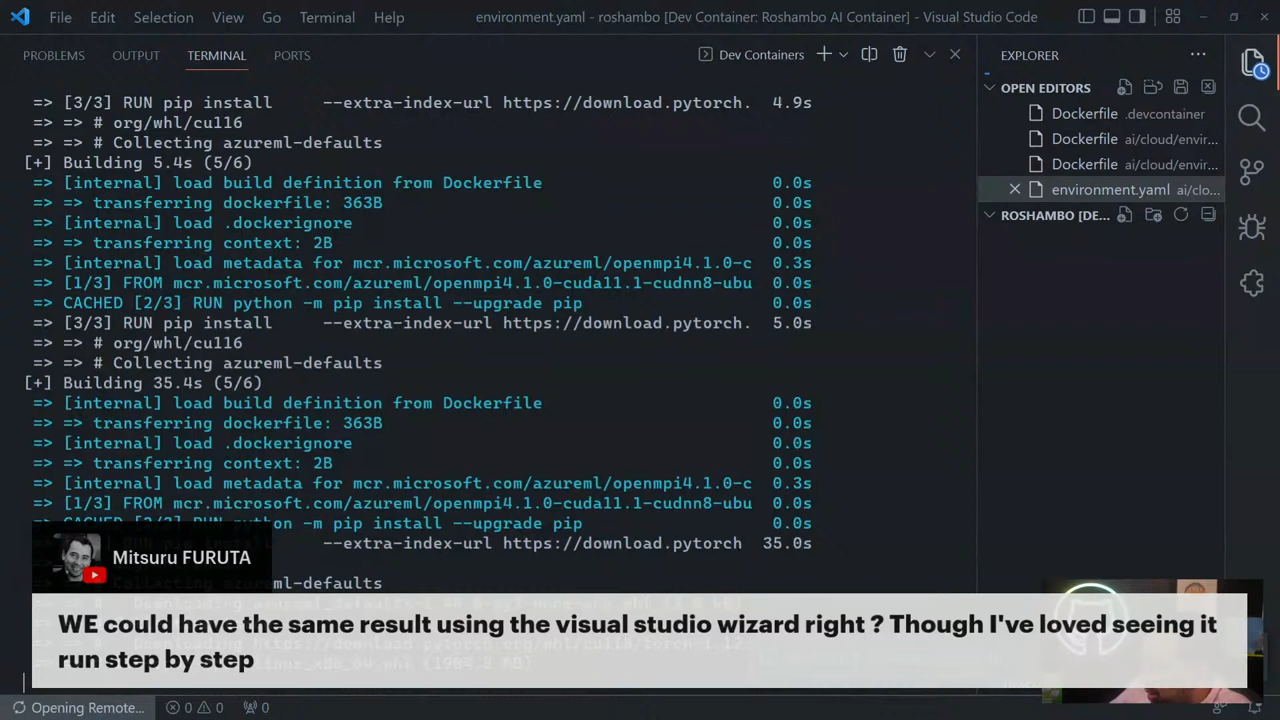 File Edit Selection View Go Terminal Help
environment.yaml - roshambo [Dev Container: Roshambo AI Container] - Visual Studio Code
PROBLEMS OUTPUT TERMINAL PORTS
Dev Containers
=> [3/3] RUN pip install --extra-index-url https://download.pytorch. 4.9s
=> => # org/whl/cu116
=> => # Collecting azureml-defaults
[+] Building 5.4s (5/6)
=> [internal] load build definition from Dockerfile 0.0s
=> => transferring dockerfile: 363B 0.0s
=> [internal] load .dockerignore 0.0s
=> => transferring context: 2B 0.0s
=> [internal] load metadata for mcr.microsoft.com/azureml/openmpi4.1.0-c 0.3s
=> [1/3] FROM mcr.microsoft.com/azureml/openmpi4.1.0-cuda11.1-cudnn8-ubu 0.0s
=> CACHED [2/3] RUN python -m pip install --upgrade pip 0.0s
=> [3/3] RUN pip install --extra-index-url https://download.pytorch. 5.0s
=> => # org/whl/cu116
=> => # Collecting azureml-defaults
[+] Building 35.4s (5/6)
=> [internal] load build definition from Dockerfile 0.0s
=> => transferring dockerfile: 363B 0.0s
=> [internal] load .dockerignore 0.0s
=> => transferring context: 2B 0.0s
=> [internal] load metadata for mcr.microsoft.com/azureml/openmpi4.1.0-c 0.3s
=> [1/3] FROM mcr.microsoft.com/azureml/openmpi4.1.0-cuda11.1-cudnn8-ubu 0.0s
=> CACHED [2/3] RUN python -m pip install --upgrade pip 0.0s
--extra-index-url https://download.pytorch 35.0s
azureml-defaults
EXPLORER
OPEN EDITORS
Dockerfile .devcontainer
Dockerfile ai/cloud/envir...
Dockerfile ai/cloud/envir...
environment.yaml ai/clo...
ROSHAMBO [DE...
Mitsuru FURUTA
WE could have the same result using the visual studio wizard right ? Though I've loved seeing it
run step by step
Opening Remote... 0 0 0